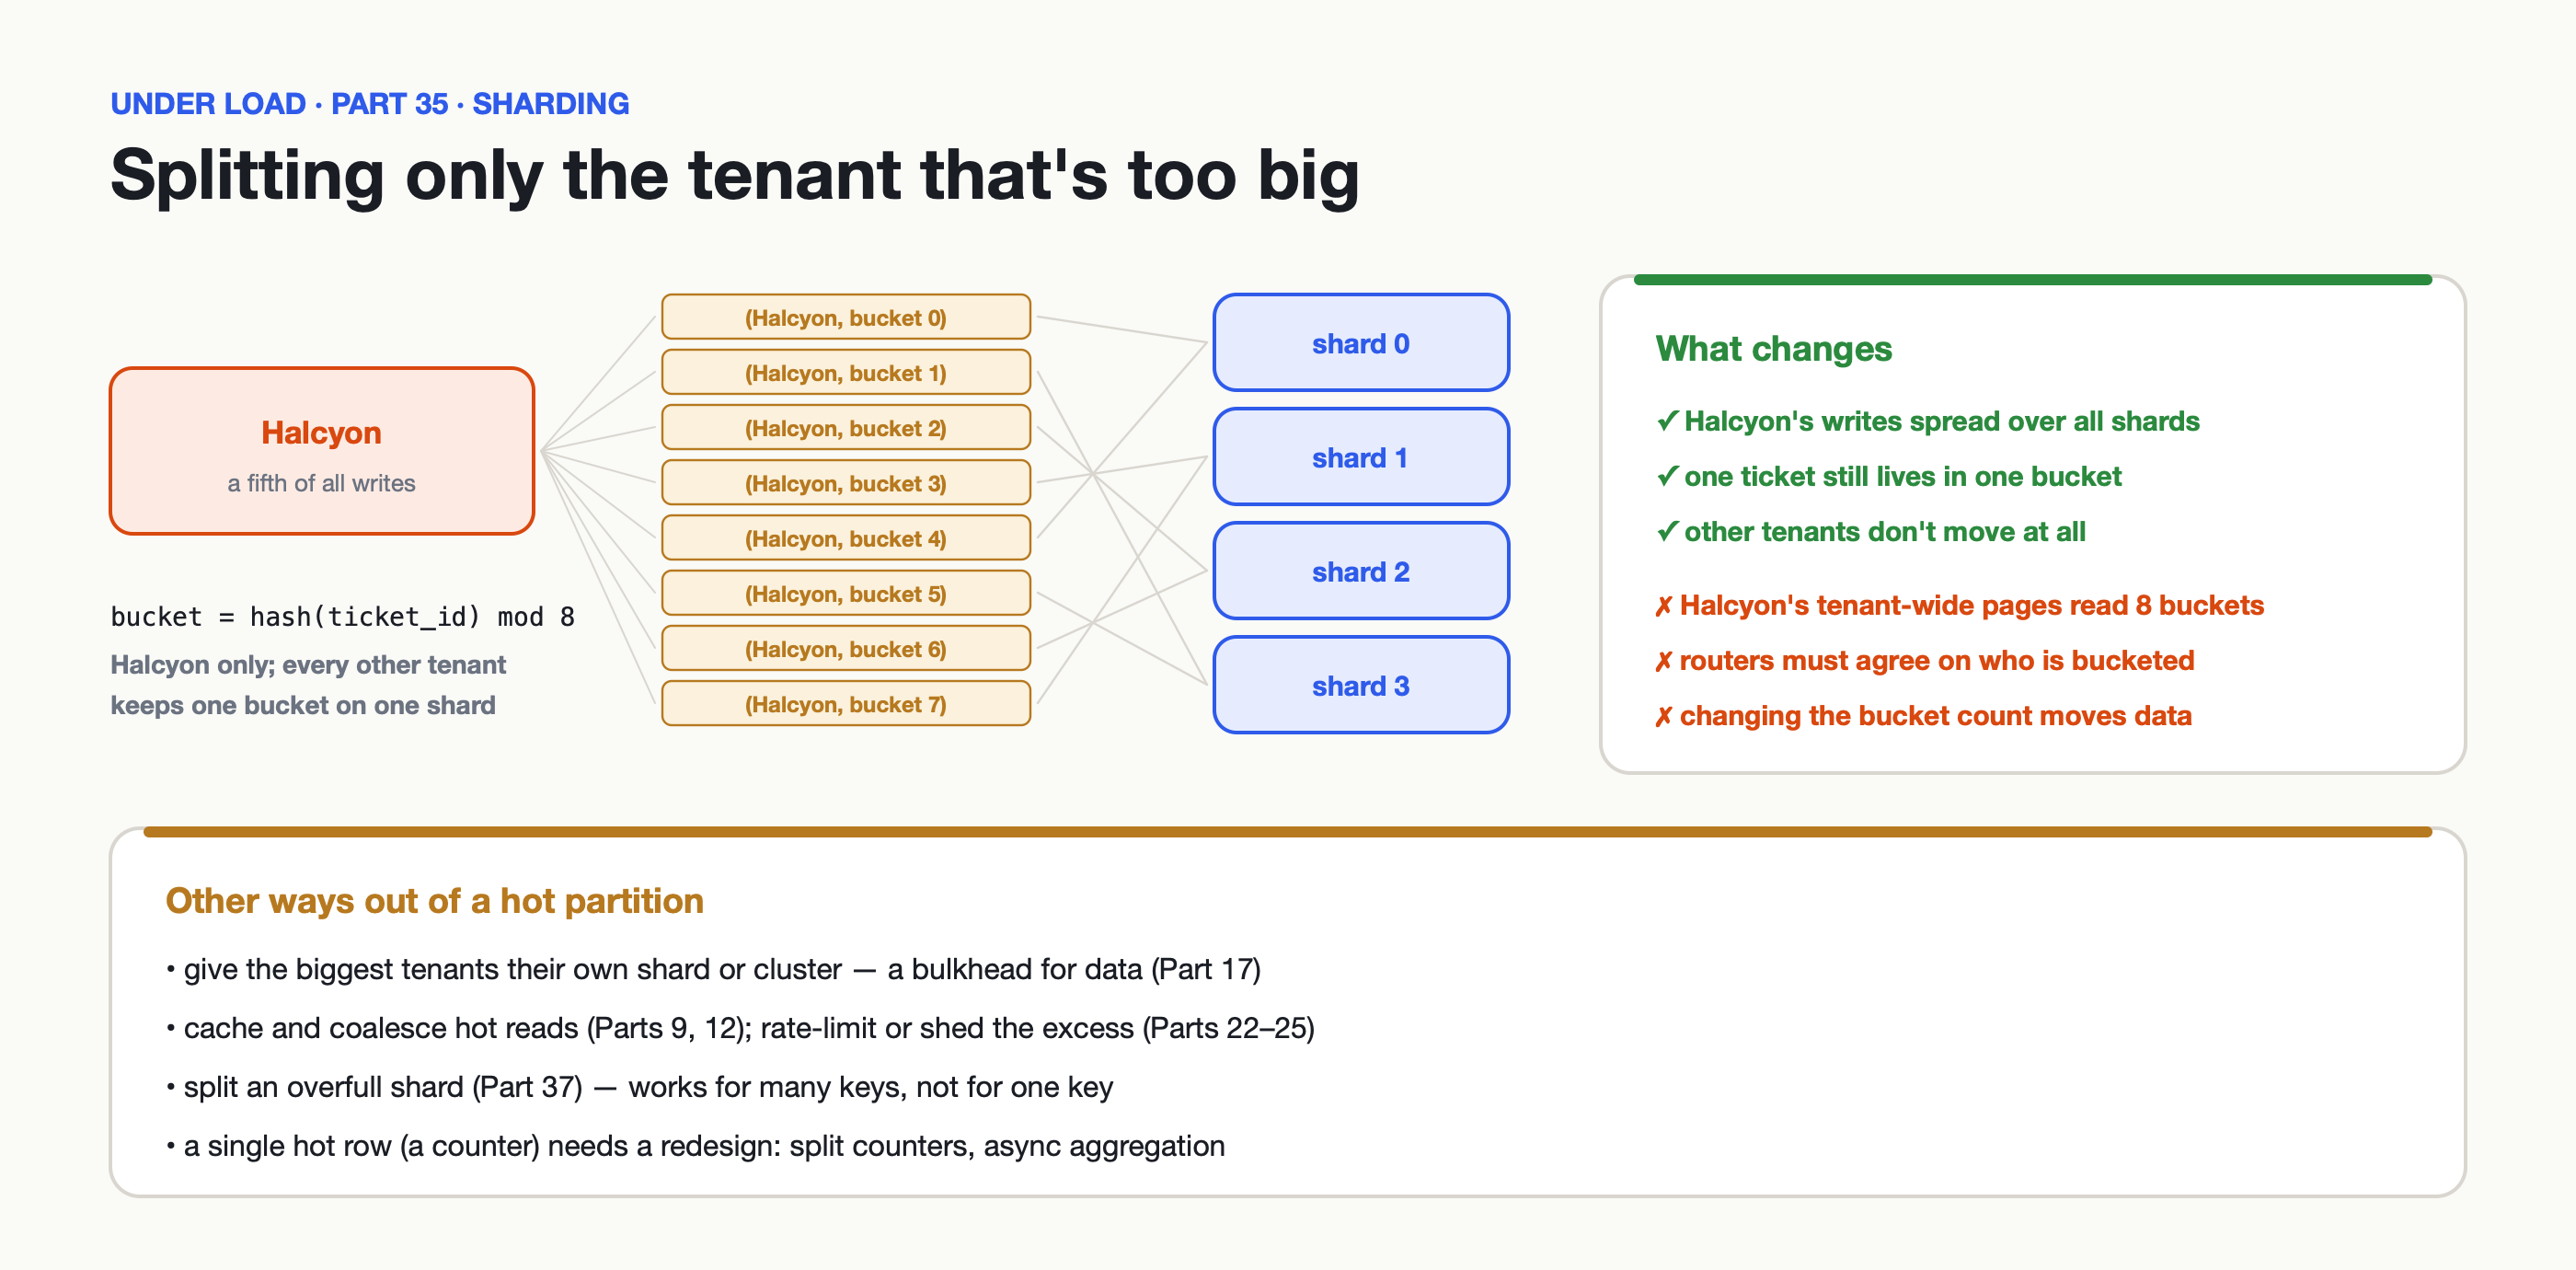 UNDER LOAD · PART 35 · SHARDING
Splitting only the tenant that's too big
Halcyon
a fifth of all writes
bucket = hash(ticket_id) mod 8
Halcyon only; every other tenant
keeps one bucket on one shard
(Halcyon, bucket 0)
(Halcyon, bucket 1)
(Halcyon, bucket 2)
(Halcyon, bucket 3)
(Halcyon, bucket 4)
(Halcyon, bucket 5)
(Halcyon, bucket 6)
(Halcyon, bucket 7)
shard 0
shard 1
shard 2
shard 3
What changes
✓ Halcyon's writes spread over all shards
✓ one ticket still lives in one bucket
✓ other tenants don't move at all
✗ Halcyon's tenant-wide pages read 8 buckets
✗ routers must agree on who is bucketed
✗ changing the bucket count moves data
Other ways out of a hot partition
• give the biggest tenants their own shard or cluster — a bulkhead for data (Part 17)
• cache and coalesce hot reads (Parts 9, 12); rate-limit or shed the excess (Parts 22–25)
• split an overfull shard (Part 37) — works for many keys, not for one key
• a single hot row (a counter) needs a redesign: split counters, async aggregation